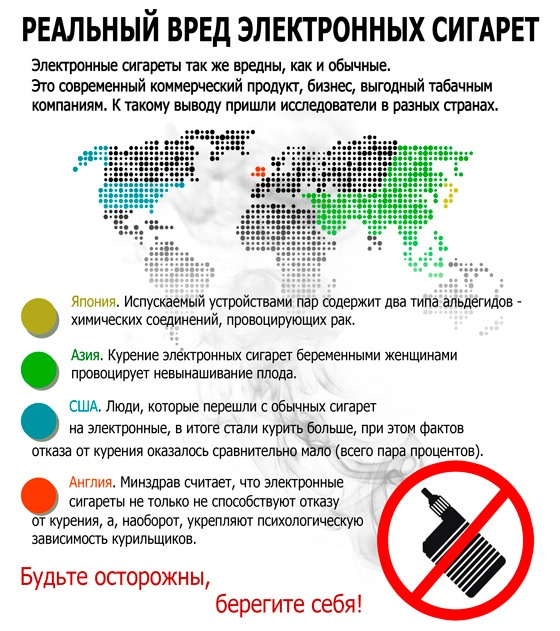 РЕАЛЬНЫЙ ВРЕД ЭЛЕКТРОННЫХ СИГАРЕТ
Электронные сигареты так же вредны, как и обычные.
Это современный коммерческий продукт, бизнес, выгодный табачным
компаниям. К такому выводу пришли исследователи в разных странах.
Япония. Испускаемый устройствами пар содержит два типа альдегидов -
химических соединений, провоцирующих рак.
Азия. Курение электронных сигарет беременными женщинами
провоцирует невынашивание плода.
США. Люди, которые перешли с обычных сигарет
на электронные, в итоге стали курить больше, при этом фактов
отказа от курения оказалось сравнительно мало (всего пара процентов).
Англия. Минздрав считает, что электронные
сигареты не только не способствуют отказу
от курения, а, наоборот, укрепляют психологическую
зависимость курильщиков.
Будьте осторожны,
берегите себя!